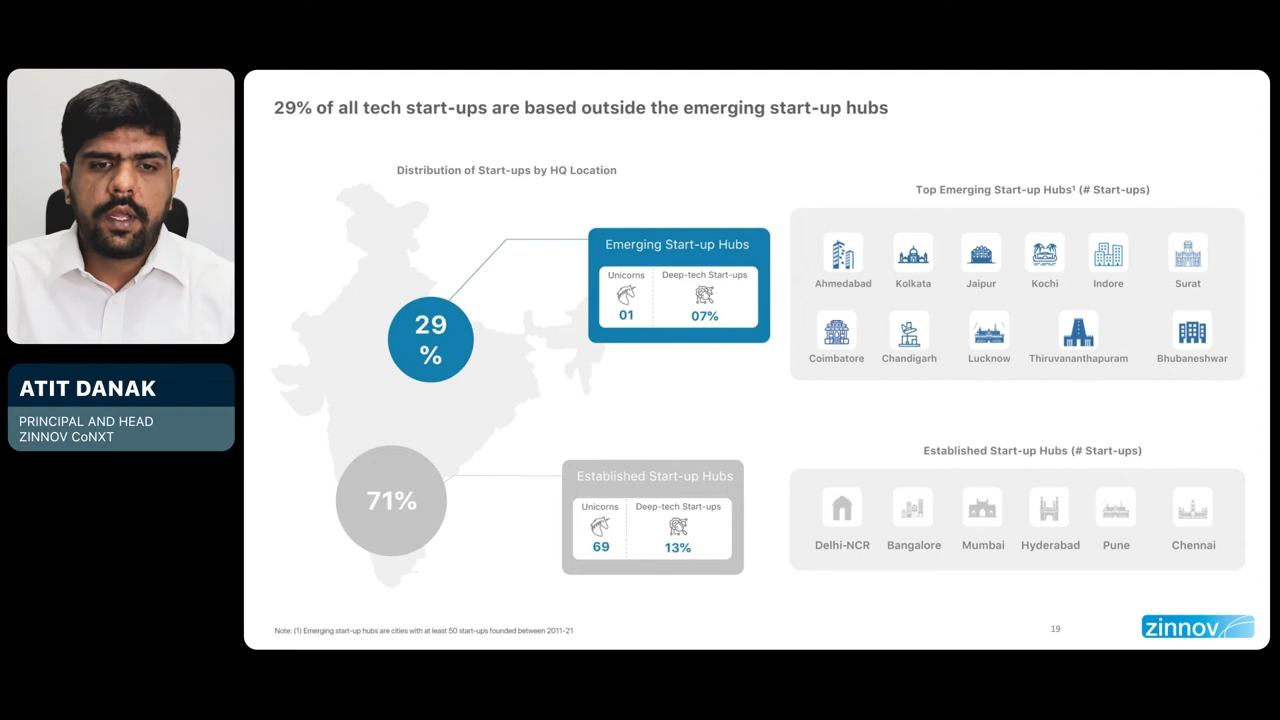 29% of all tech start-ups are based outside the emerging start-up hubs
Distribution of Start-ups by HQ Location
Emerging Start-up Hubs
Unicorns
Deep-tech Start-ups
01
07%
29
%
71%
Established Start-up Hubs
Unicorns
Deep-tech Start-ups
69
13%
Top Emerging Start-up Hubs¹ (# Start-ups)
Ahmedabad
Kolkata
Jaipur
Kochi
Indore
Surat
Coimbatore
Chandigarh
Lucknow
Thiruvananthapuram
Bhubaneshwar
Established Start-up Hubs (# Start-ups)
Delhi-NCR
Bangalore
Mumbai
Hyderabad
Pune
Chennai
Note: (1) Emerging start-up hubs are cities with at least 50 start-ups founded between 2011-21
19
zinnov
ATIT DANAK
PRINCIPAL AND HEAD
ZINNOV CoNXT